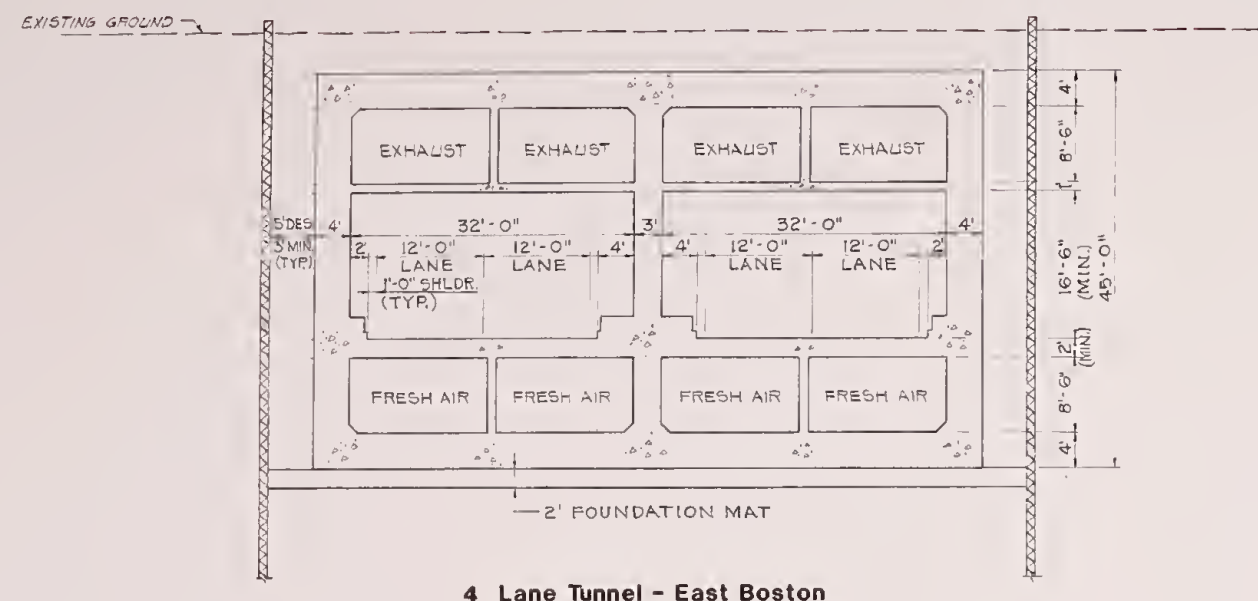 EXISTING GROUND
EXHAUST EXHAUST EXHAUST EXHAUST
4'
8'-6"
1'
5' DES. 4' 32'-0" 3' 32'-0" 4'
3' MIN. 2' 12'-0" 12'-0" 4' 4' 12'-0" 12'-0" 2'
(TYP.) LANE LANE LANE LANE
1'-0" SHLDR.
(TYP.)
16'-6"
(MIN.)
45'-0"
2'
(MIN.)
FRESH AIR FRESH AIR FRESH AIR FRESH AIR
8'-6"
4'
2' FOUNDATION MAT
4 Lane Tunnel - East Boston